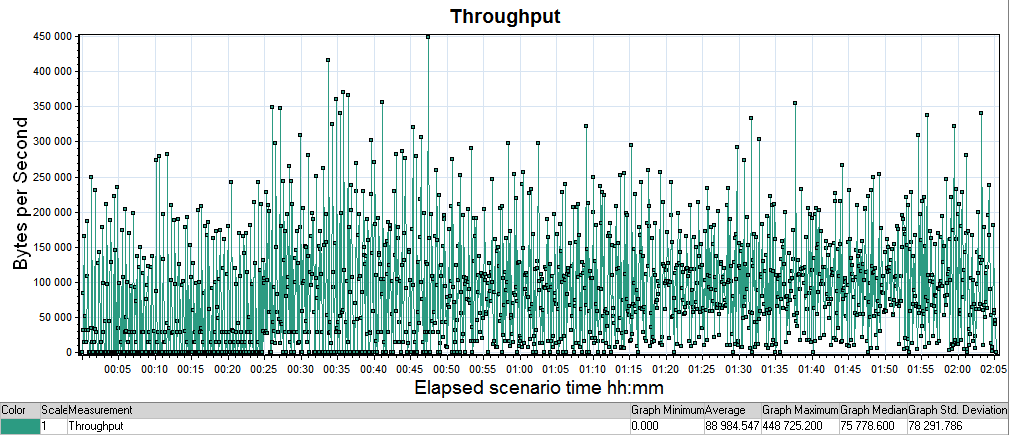 Throughput
Bytes per Second
450 000
400 000
350 000
300 000
250 000
200 000
150 000
100 000
50 000
0
00:05 00:10 00:15 00:20 00:25 00:30 00:35 00:40 00:45 00:50 00:55 01:00 01:05 01:10 01:15 01:20 01:25 01:30 01:35 01:40 01:45 01:50 01:55 02:00 02:05
Elapsed scenario time hh:mm
Color Scale Measurement Graph Minimum Average Graph Maximum Graph Median Graph Std. Deviation
1 Throughput 0.000 88 984.547 448 725.200 75 778.600 78 291.786